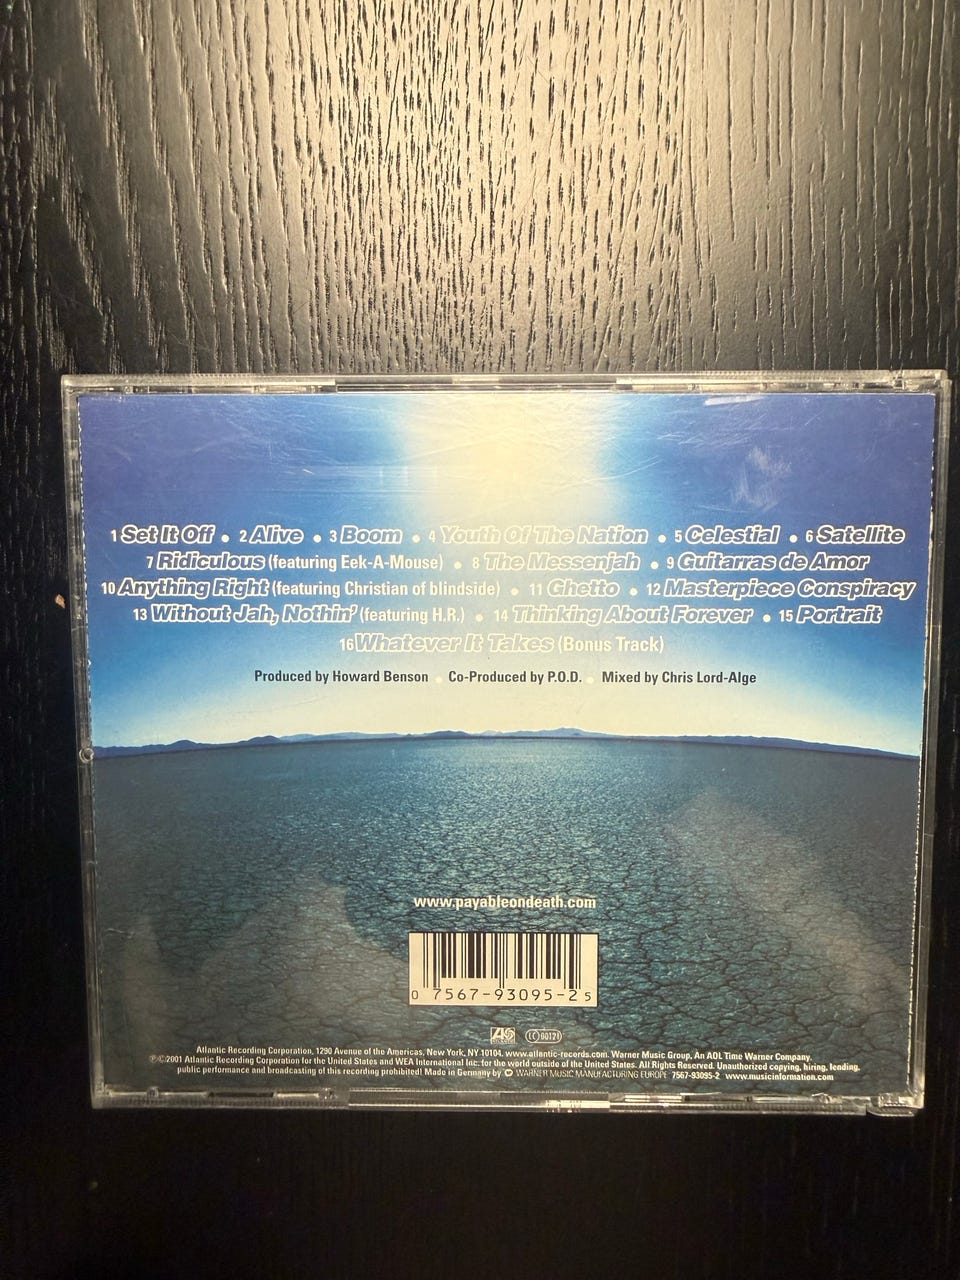 1 Set It Off • 2 Alive • 3 Boom • 4 Youth Of The Nation • 5 Celestial • 6 Satellite
7 Ridiculous (featuring Eek-A-Mouse) • 8 The Messenjah • 9 Guitarras de Amor
10 Anything Right (featuring Christian of blindside) • 11 Ghetto • 12 Masterpiece Conspiracy
13 Without Jah, Nothin' (featuring H.R.) • 14 Thinking About Forever • 15 Portrait
16 Whatever It Takes (Bonus Track)
Produced by Howard Benson • Co-Produced by P.O.D. • Mixed by Chris Lord-Alge
www.payableondeath.com
0 7567-93095-2 5
LC 00121
Atlantic Recording Corporation, 1290 Avenue of the Americas, New York, NY 10104. www.atlantic-records.com. Warner Music Group, An AOL Time Warner Company.
℗©2001 Atlantic Recording Corporation for the United States and WEA International Inc. for the world outside of the United States. All Rights Reserved. Unauthorized copying, hiring, lending,
public performance and broadcasting of this recording prohibited! Made in Germany by WARNER MUSIC MANUFACTURING EUROPE 7567-93095-2 www.musicinformation.com